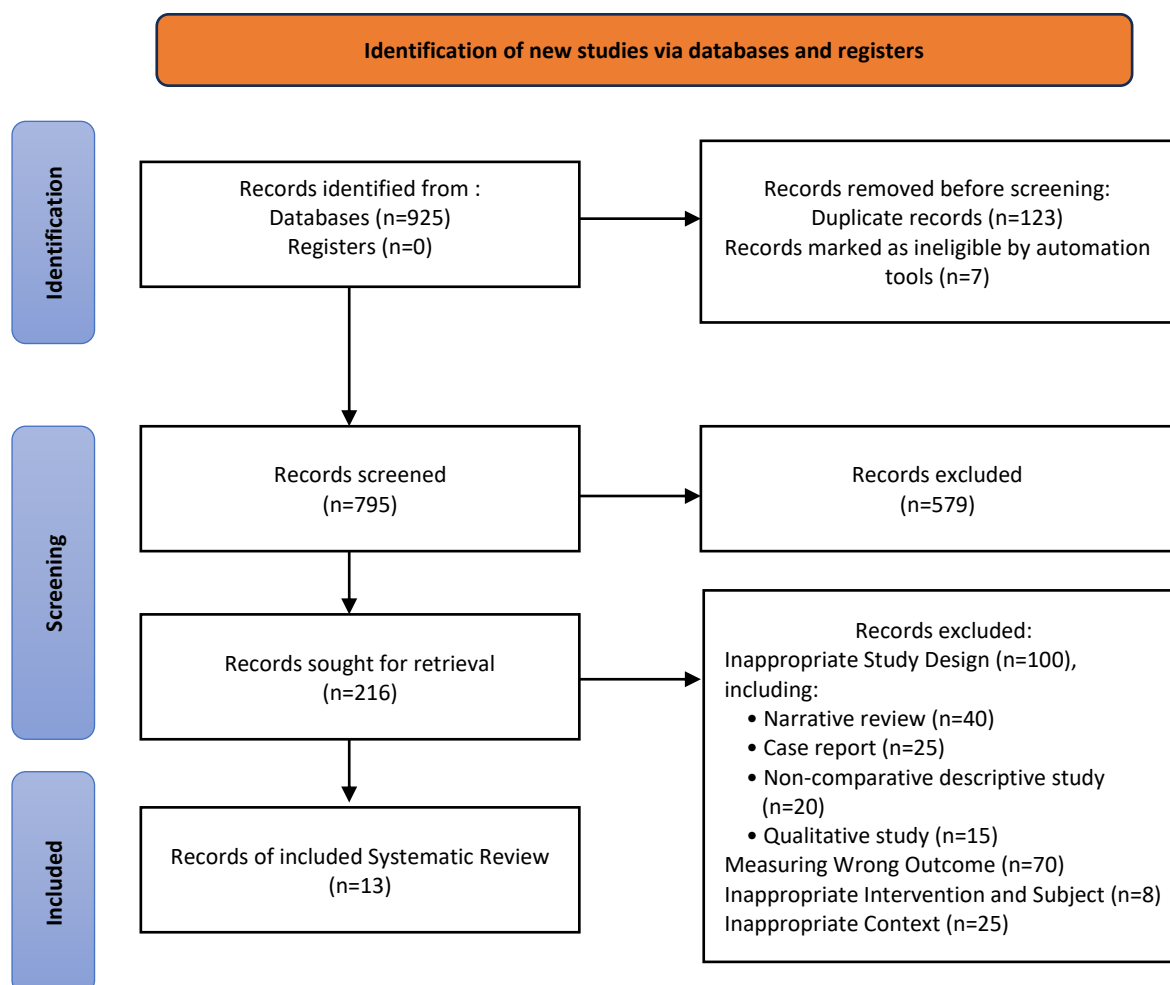 Identification of new studies via databases and registers
Identification
Records identified from :
Databases (n=925)
Registers (n=0)
Records removed before screening:
Duplicate records (n=123)
Records marked as ineligible by automation
tools (n=7)
Screening
Records screened
(n=795)
Records excluded
(n=579)
Records sought for retrieval
(n=216)
Records excluded:
Inappropriate Study Design (n=100),
including:
• Narrative review (n=40)
• Case report (n=25)
• Non-comparative descriptive study
(n=20)
• Qualitative study (n=15)
Measuring Wrong Outcome (n=70)
Inappropriate Intervention and Subject (n=8)
Inappropriate Context (n=25)
Included
Records of included Systematic Review
(n=13)